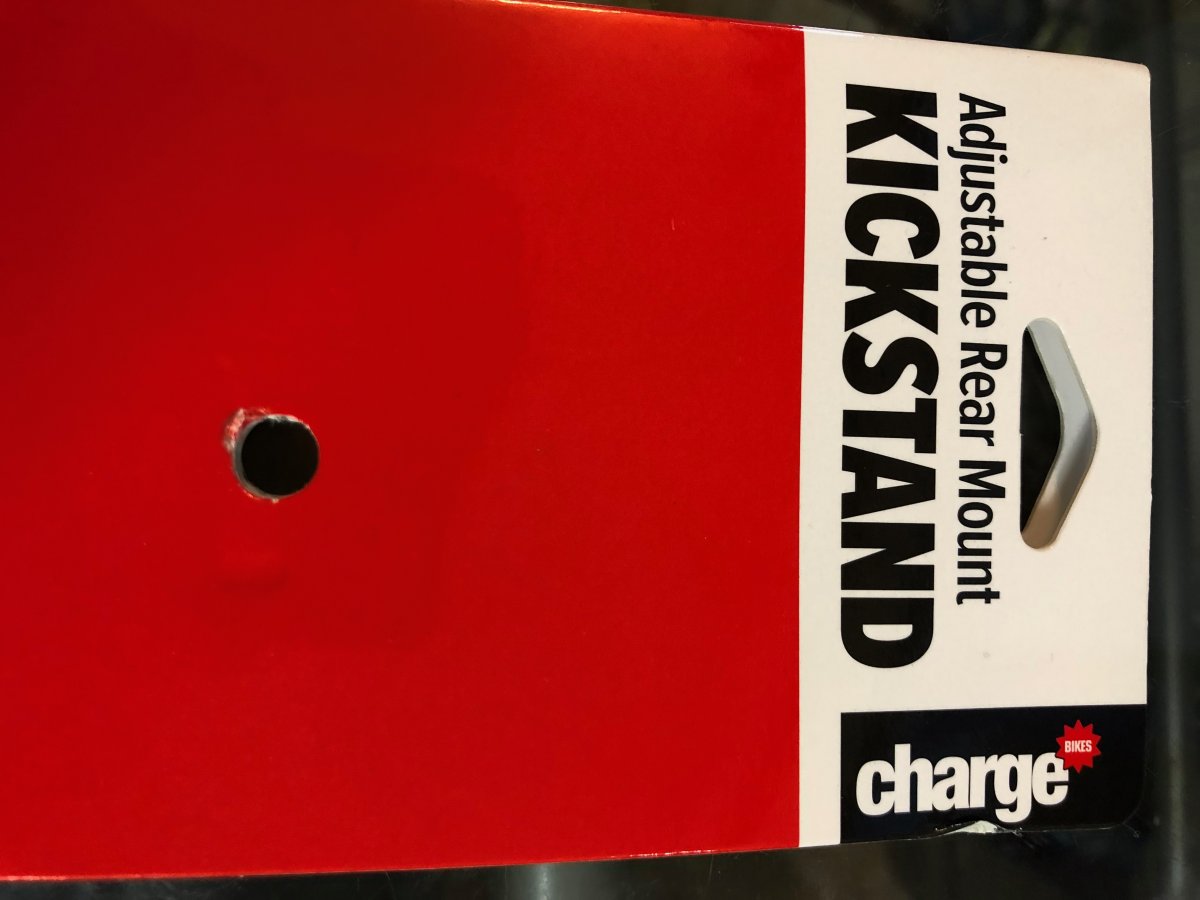 Adjustable Rear Mount
KICKSTAND
charge
BIKES